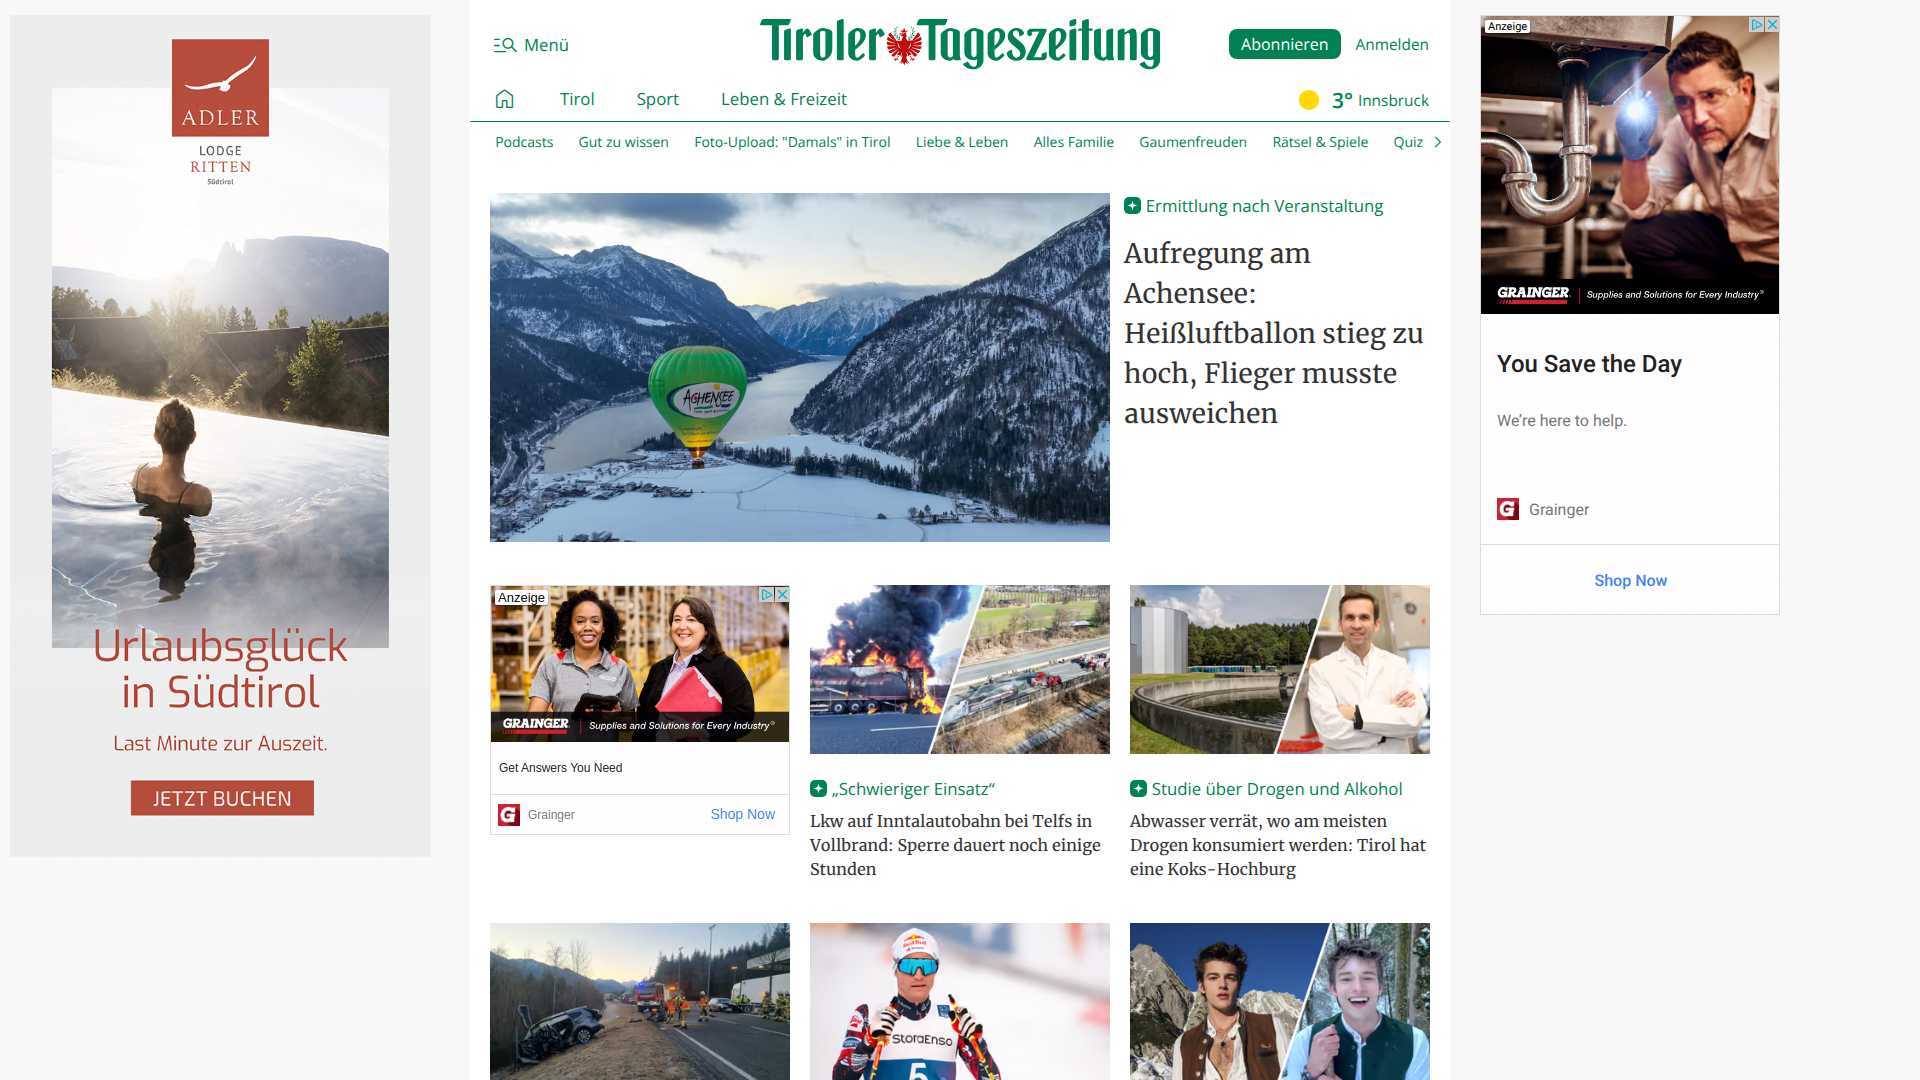 ADLER
LODGE
RITTEN
Südtirol
Urlaubsglück
in Südtirol
Last Minute zur Auszeit.
JETZT BUCHEN
Menü
Tiroler Tageszeitung
Abonnieren
Anmelden
Tirol
Sport
Leben & Freizeit
3° Innsbruck
Podcasts
Gut zu wissen
Foto-Upload: "Damals" in Tirol
Liebe & Leben
Alles Familie
Gaumenfreuden
Rätsel & Spiele
Quiz
ACHENSEE
Ermittlung nach Veranstaltung
Aufregung am
Achensee:
Heißluftballon stieg zu
hoch, Flieger musste
ausweichen
Anzeige
GRAINGER
Supplies and Solutions for Every Industry®
Get Answers You Need
Grainger
Shop Now
„Schwieriger Einsatz“
Lkw auf Inntalautobahn bei Telfs in
Vollbrand: Sperre dauert noch einige
Stunden
Studie über Drogen und Alkohol
Abwasser verrät, wo am meisten
Drogen konsumiert werden: Tirol hat
eine Koks-Hochburg
Red Bull
StoraEnso
5
Anzeige
GRAINGER
Supplies and Solutions for Every Industry®
You Save the Day
We're here to help.
Grainger
Shop Now